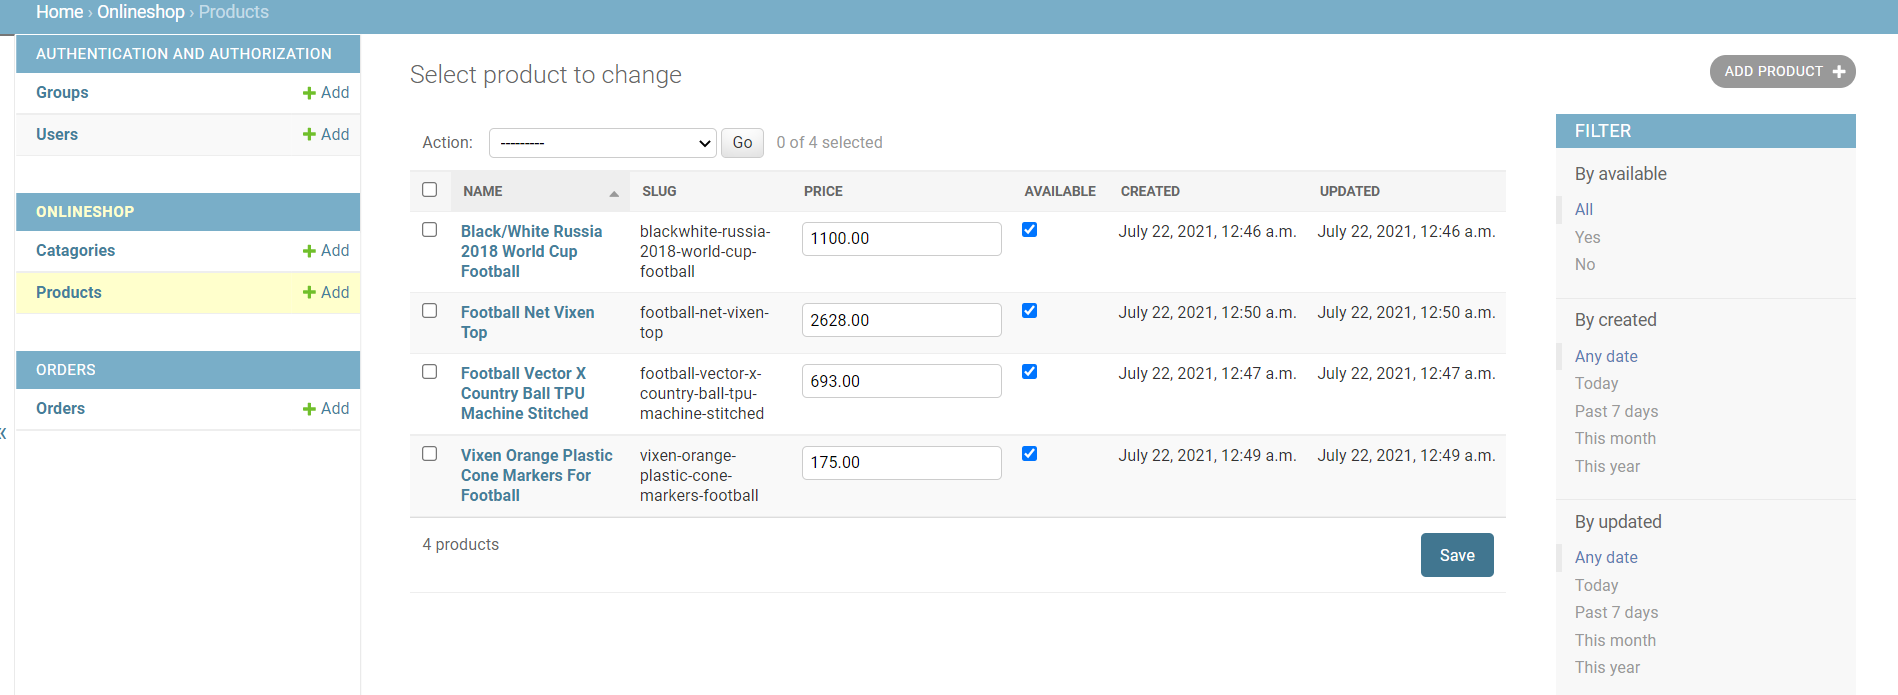 Home › Onlineshop › Products
AUTHENTICATION AND AUTHORIZATION
Groups Add
Users Add
ONLINESHOP
Catagories Add
Products Add
ORDERS
Orders Add
Select product to change
ADD PRODUCT
Action: --------- Go 0 of 4 selected
NAME SLUG PRICE AVAILABLE CREATED UPDATED
Black/White Russia 2018 World Cup Football
blackwhite-russia-2018-world-cup-football
1100.00
July 22, 2021, 12:46 a.m. July 22, 2021, 12:46 a.m.
Football Net Vixen Top
football-net-vixen-top
2628.00
July 22, 2021, 12:50 a.m. July 22, 2021, 12:50 a.m.
Football Vector X Country Ball TPU Machine Stitched
football-vector-x-country-ball-tpu-machine-stitched
693.00
July 22, 2021, 12:47 a.m. July 22, 2021, 12:47 a.m.
Vixen Orange Plastic Cone Markers For Football
vixen-orange-plastic-cone-markers-football
175.00
July 22, 2021, 12:49 a.m. July 22, 2021, 12:49 a.m.
4 products
Save
FILTER
By available
All
Yes
No
By created
Any date
Today
Past 7 days
This month
This year
By updated
Any date
Today
Past 7 days
This month
This year